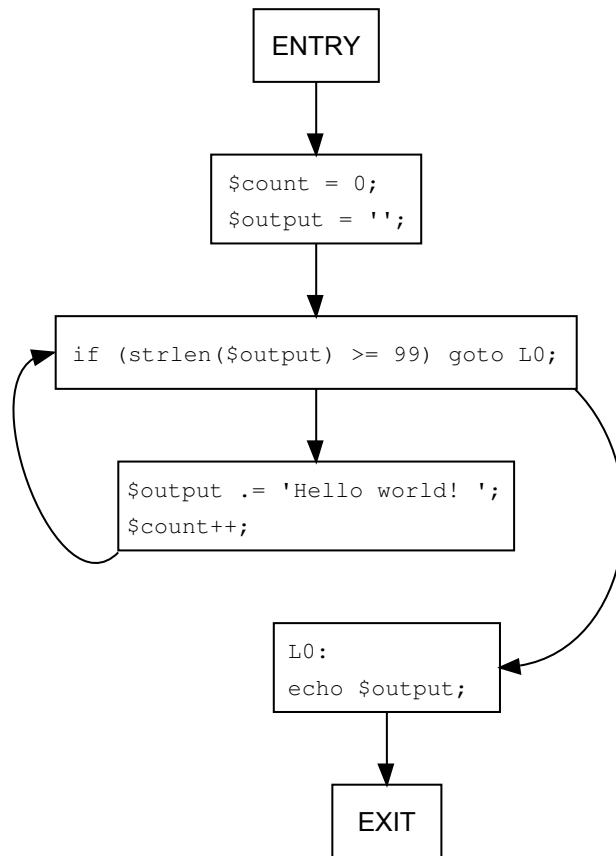 ENTRY
$count = 0;
$output = '';
if (strlen($output) >= 99) goto L0;
$output .= 'Hello world! ';
$count++;
L0:
echo $output;
EXIT